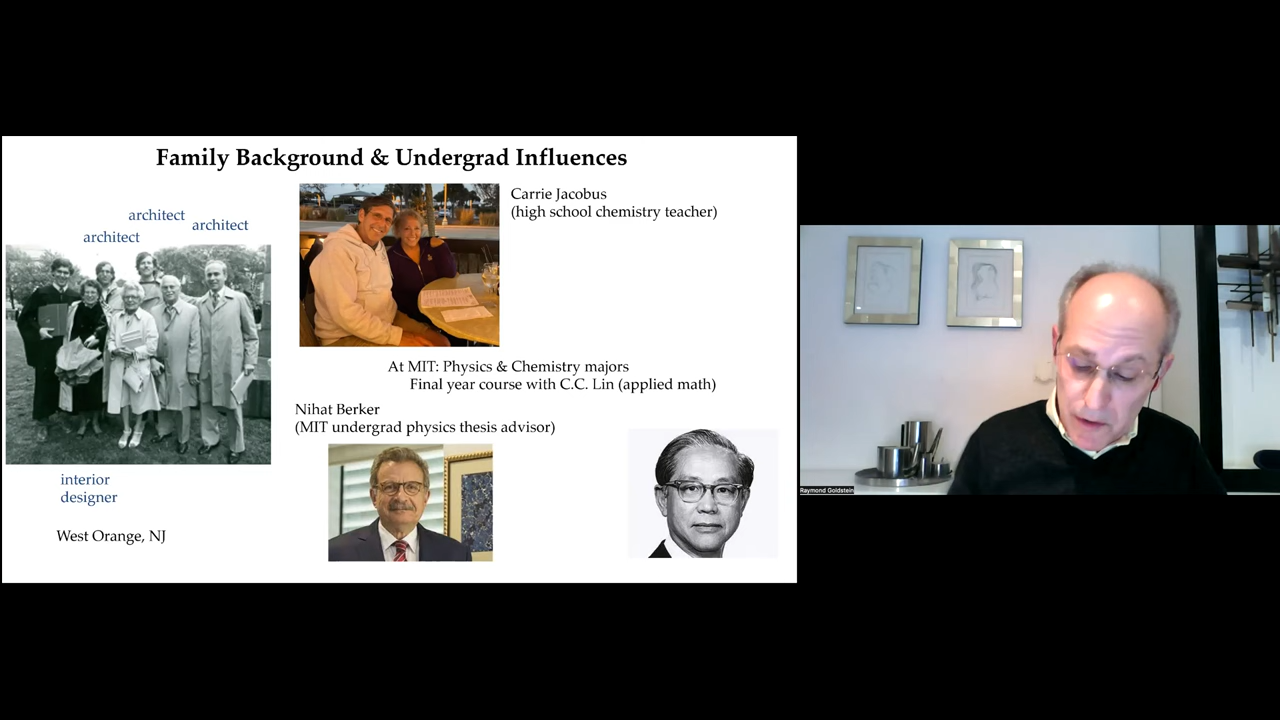 Family Background & Undergrad Influences
architect
architect
architect
Carrie Jacobus
(high school chemistry teacher)
At MIT: Physics & Chemistry majors
Final year course with C.C. Lin (applied math)
Nihat Berker
(MIT undergrad physics thesis advisor)
interior
designer
West Orange, NJ
Raymond Goldstein